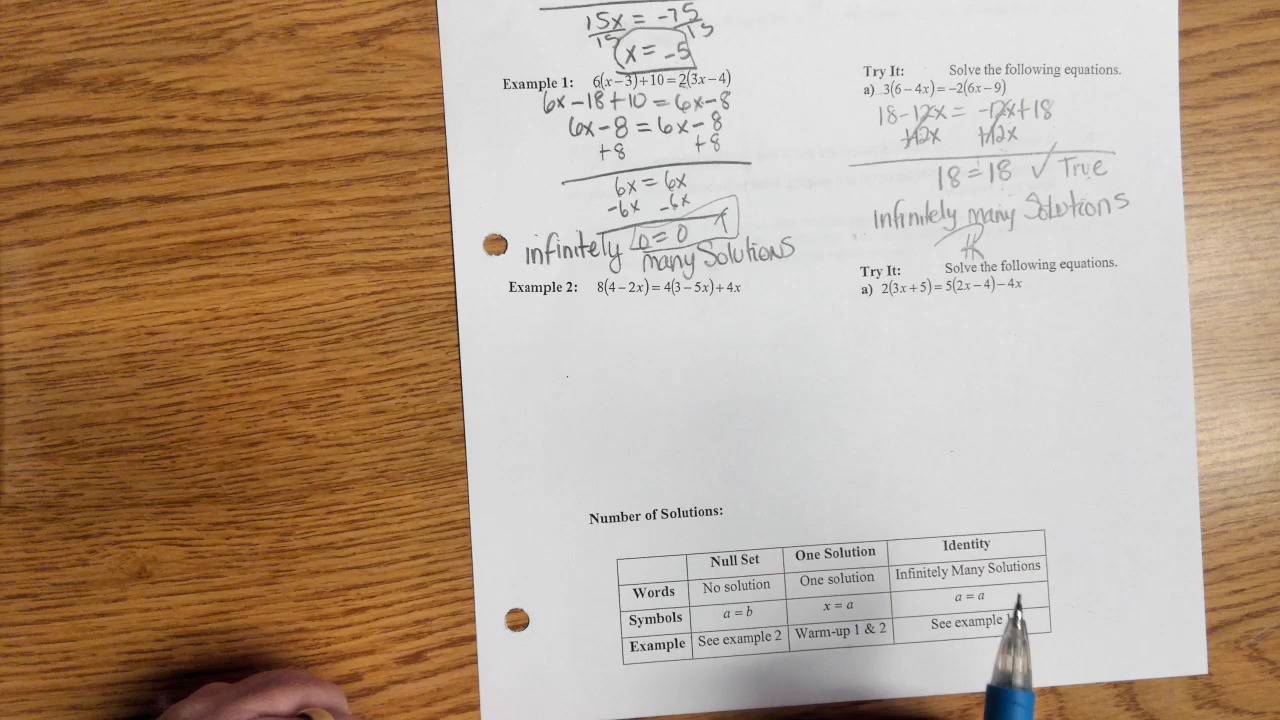 15x = -75
15 15
x = -5
Example 1: 6(x-3)+10=2(3x-4)
6x-18+10 = 6x-8
6x-8 = 6x-8
+8 +8
6x = 6x
-6x -6x
0 = 0
infinitely many Solutions
Example 2: 8(4-2x)=4(3-5x)+4x
Try It: Solve the following equations.
a) 3(6-4x)=-2(6x-9)
18-12x = -12x+18
+12x +12x
18 = 18 ✓ True
Infinitely many Solutions
Try It: Solve the following equations.
a) 2(3x+5)=5(2x-4)-4x
Number of Solutions:
Null Set One Solution Identity
Words No solution One solution Infinitely Many Solutions
Symbols a = b x = a a = a
Example See example 2 Warm-up 1 & 2 See example